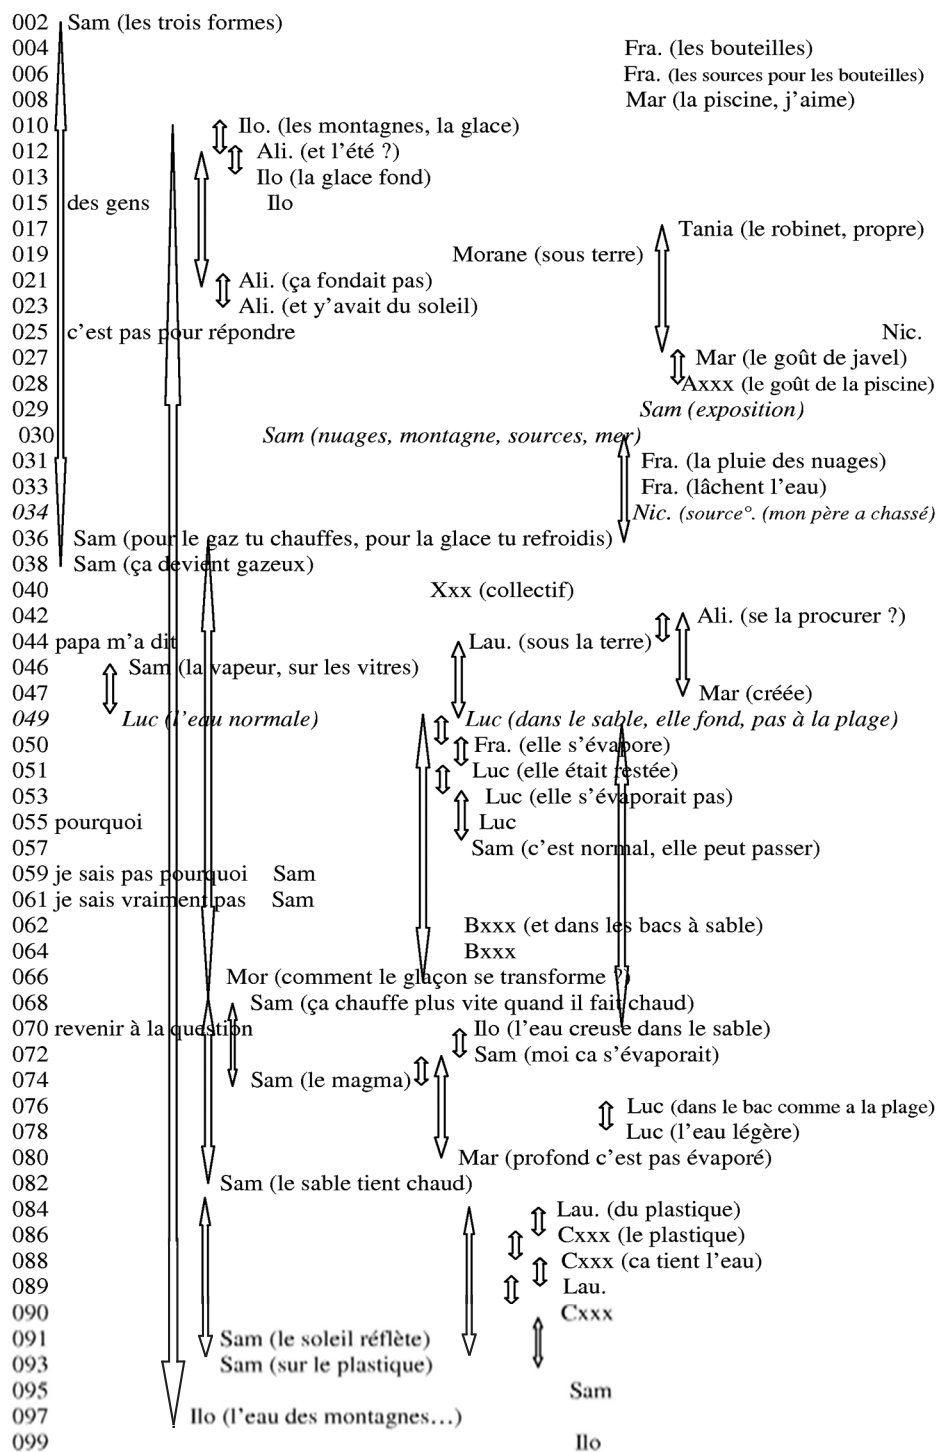 002 Sam (les trois formes)
004 Fra. (les bouteilles)
006 Fra. (les sources pour les bouteilles)
008 Mar (la piscine, j'aime)
010 Ilo. (les montagnes, la glace)
012 Ali. (et l'été ?)
013 Ilo (la glace fond)
015 des gens Ilo
017 Tania (le robinet, propre)
019 Morane (sous terre)
021 Ali. (ça fondait pas)
023 Ali. (et y'avait du soleil)
025 c'est pas pour répondre Nic.
027 Mar (le goût de javel)
028 Axxx (le goût de la piscine)
029 Sam (exposition)
030 Sam (nuages, montagne, sources, mer)
031 Fra. (la pluie des nuages)
033 Fra. (lâchent l'eau)
034 Nic. (source°. (mon père a chassé)
036 Sam (pour le gaz tu chauffes, pour la glace tu refroidis)
038 Sam (ça devient gazeux)
040 Xxx (collectif)
042 Ali. (se la procurer ?)
044 papa m'a dit Lau. (sous la terre)
046 Sam (la vapeur, sur les vitres)
047 Mar (créée)
049 Luc (l'eau normale) Luc (dans le sable, elle fond, pas à la plage)
050 Fra. (elle s'évapore)
051 Luc (elle était restée)
053 Luc (elle s'évaporait pas)
055 pourquoi Luc
057 Sam (c'est normal, elle peut passer)
059 je sais pas pourquoi Sam
061 je sais vraiment pas Sam
062 Bxxx (et dans les bacs à sable)
064 Bxxx
066 Mor (comment le glaçon se transforme ?)
068 Sam (ça chauffe plus vite quand il fait chaud)
070 revenir à la question Ilo (l'eau creuse dans le sable)
072 Sam (moi ca s'évaporait)
074 Sam (le magma)
076 Luc (dans le bac comme a la plage)
078 Luc (l'eau légère)
080 Mar (profond c'est pas évaporé)
082 Sam (le sable tient chaud)
084 Lau. (du plastique)
086 Cxxx (le plastique)
088 Cxxx (ca tient l'eau)
089 Lau.
090 Cxxx
091 Sam (le soleil réflète)
093 Sam (sur le plastique)
095 Sam
097 Ilo (l'eau des montagnes…)
099 Ilo